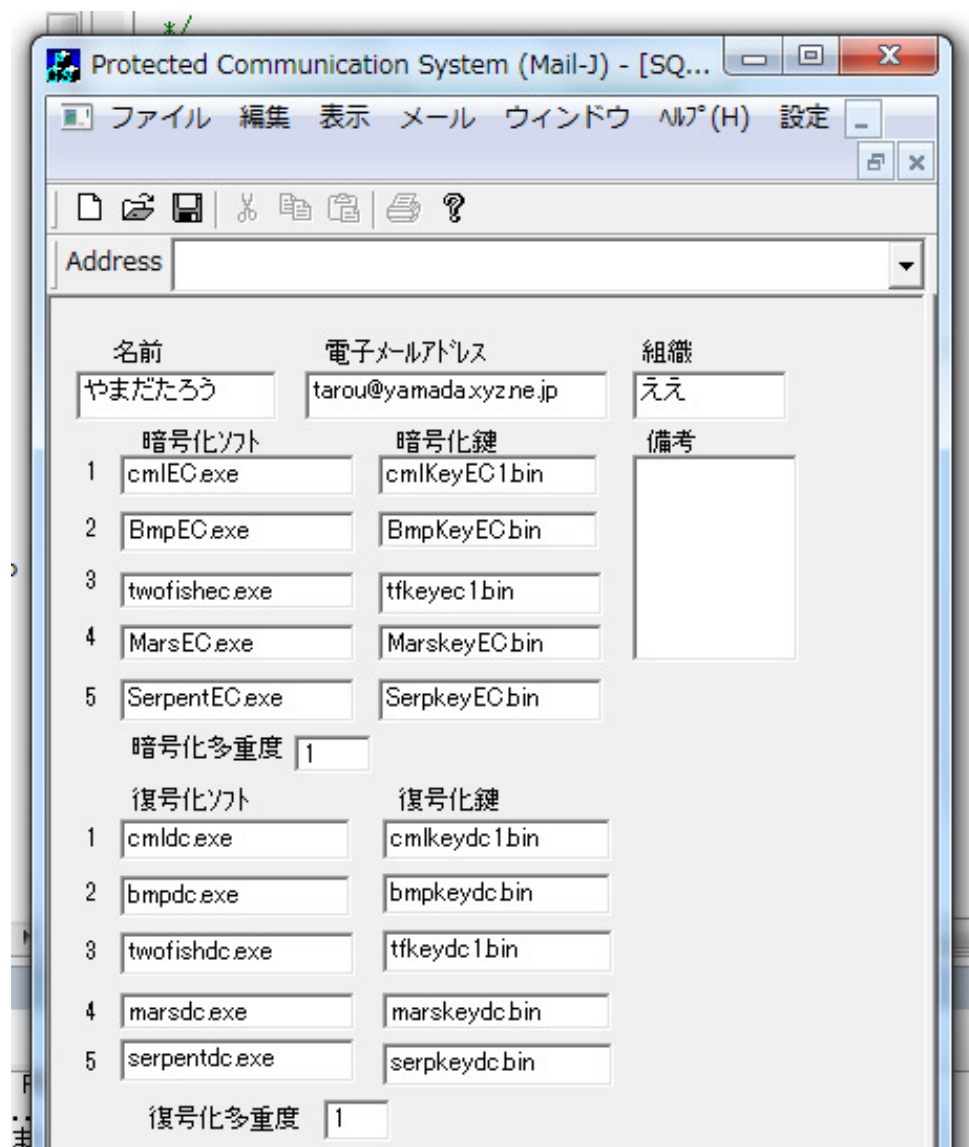 */
Protected Communication System (Mail-J) - [SQ...
ファイル 編集 表示 メール ウィンドウ ﾍﾙﾌﾟ(H) 設定
Address
名前 電子ﾒｰﾙｱﾄﾞﾚｽ 組織
やまだたろう tarou@yamada.xyz.ne.jp ええ
暗号化ｿﾌﾄ 暗号化鍵 備考
1 cmlEC.exe cmlKeyEC1.bin
2 BmpEC.exe BmpKeyEC.bin
3 twofishec.exe tfkeyec1.bin
4 MarsEC.exe MarskeyEC.bin
5 SerpentEC.exe SerpkeyEC.bin
暗号化多重度 1
復号化ｿﾌﾄ 復号化鍵
1 cmldc.exe cmlkeydc1.bin
2 bmpdc.exe bmpkeydc.bin
3 twofishdc.exe tfkeydc1.bin
4 marsdc.exe marskeydc.bin
5 serpentdc.exe serpkeydc.bin
復号化多重度 1